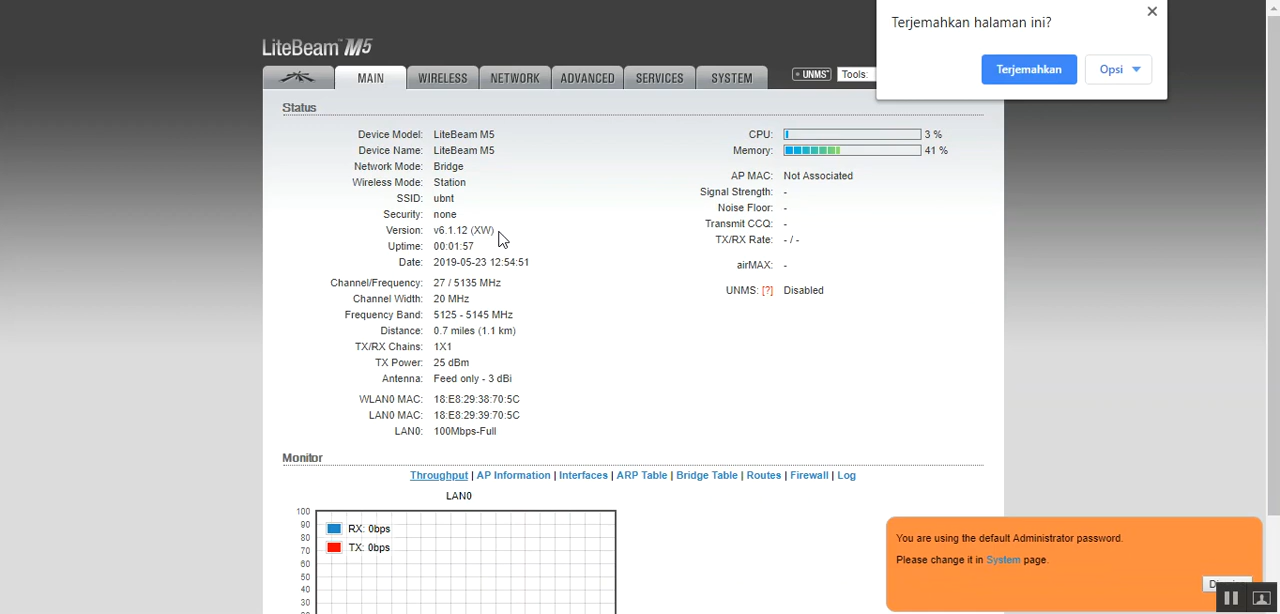 Terjemahkan halaman ini?
Terjemahkan
Opsi
LiteBeam™ M5
MAIN
WIRELESS
NETWORK
ADVANCED
SERVICES
SYSTEM
UNMS™
Tools:
Status
Device Model: LiteBeam M5
Device Name: LiteBeam M5
Network Mode: Bridge
Wireless Mode: Station
SSID: ubnt
Security: none
Version: v6.1.12 (XW)
Uptime: 00:01:57
Date: 2019-05-23 12:54:51
Channel/Frequency: 27 / 5135 MHz
Channel Width: 20 MHz
Frequency Band: 5125 - 5145 MHz
Distance: 0.7 miles (1.1 km)
TX/RX Chains: 1X1
TX Power: 25 dBm
Antenna: Feed only - 3 dBi
WLAN0 MAC: 18:E8:29:38:70:5C
LAN0 MAC: 18:E8:29:39:70:5C
LAN0: 100Mbps-Full
CPU: 3 %
Memory: 41 %
AP MAC: Not Associated
Signal Strength: -
Noise Floor: -
Transmit CCQ: -
TX/RX Rate: - / -
airMAX: -
UNMS: [?] Disabled
Monitor
Throughput | AP Information | Interfaces | ARP Table | Bridge Table | Routes | Firewall | Log
LAN0
100
90
80
70
60
50
40
30
RX: 0bps
TX: 0bps
You are using the default Administrator password.
Please change it in System page.